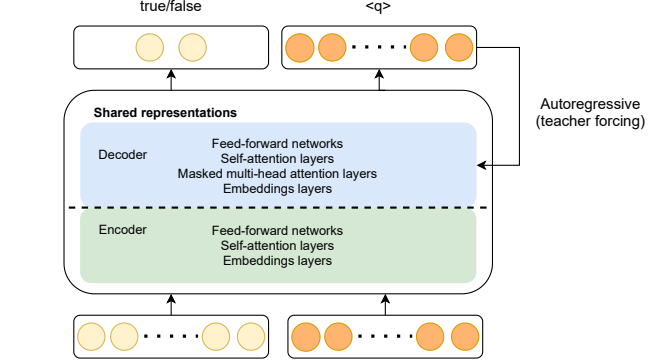 true/false
<q>
Autoregressive
(teacher forcing)
Shared representations
Decoder
Feed-forward networks
Self-attention layers
Masked multi-head attention layers
Embeddings layers
Encoder
Feed-forward networks
Self-attention layers
Embeddings layers